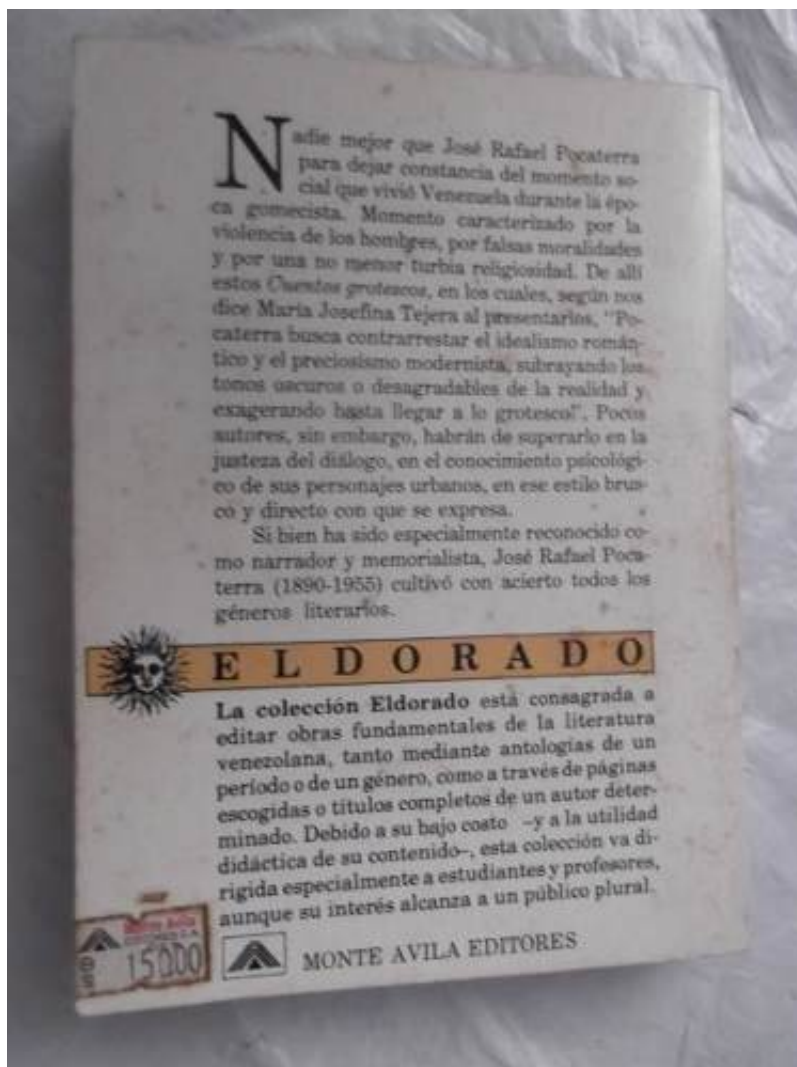 Nadie mejor que José Rafael Pocaterra
para dejar constancia del momento so-
cial que vivió Venezuela durante la épo-
ca gomecista. Momento caracterizado por la
violencia de los hombres, por falsas moralidades
y por una no menor turbia religiosidad. De allí
estos Cuentos grotescos, en los cuales, según nos
dice María Josefina Tejera al presentarlos, "Po-
caterra busca contrarrestar el idealismo román-
tico y el preciosismo modernista, subrayando los
tonos oscuros o desagradables de la realidad y
exagerando hasta llegar a lo grotesco". Pocos
autores, sin embargo, habrán de superarlo en la
justeza del diálogo, en el conocimiento psicológi-
co de sus personajes urbanos, en ese estilo brus-
co y directo con que se expresa.
Si bien ha sido especialmente reconocido co-
mo narrador y memorialista, José Rafael Poca-
terra (1890-1955) cultivó con acierto todos los
géneros literarios.
ELDORADO
La colección Eldorado está consagrada a
editar obras fundamentales de la literatura
venezolana, tanto mediante antologías de un
período o de un género, como a través de páginas
escogidas o títulos completos de un autor deter-
minado. Debido a su bajo costo –y a la utilidad
didáctica de su contenido–, esta colección va di-
rigida especialmente a estudiantes y profesores,
aunque su interés alcanza a un público plural.
Monte Avila
15000
MONTE AVILA EDITORES